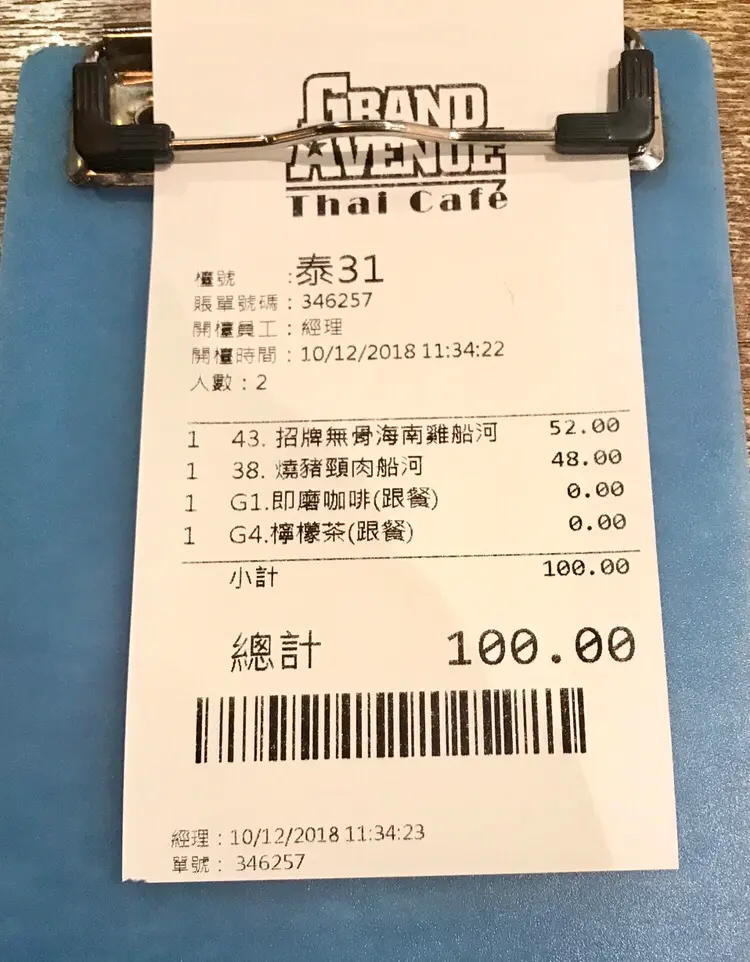 GRAND
AVENUE
Thai Café
檯號 :泰31
賬單號碼 : 346257
開檯員工 : 經理
開檯時間 : 10/12/2018 11:34:22
人數 : 2
1 43. 招牌無骨海南雞船河 52.00
1 38. 燒豬頸肉船河 48.00
1 G1.即磨咖啡(跟餐) 0.00
1 G4.檸檬茶(跟餐) 0.00
小計 100.00
總計 100.00
經理 : 10/12/2018 11:34:23
單號 : 346257